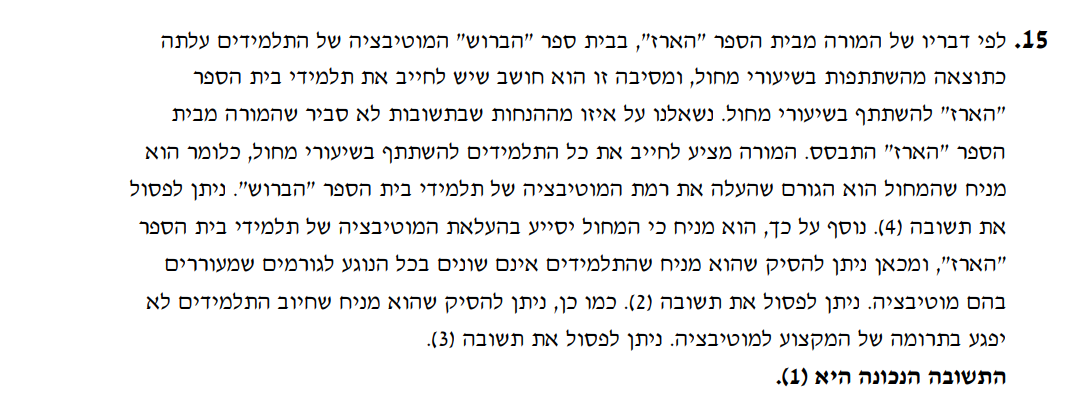 15. לפי דבריו של המורה מבית הספר "הארז", בבית ספר "הברוש" המוטיבציה של התלמידים עלתה
כתוצאה מהשתתפות בשיעורי מחול, ומסיבה זו הוא חושב שיש לחייב את תלמידי בית הספר
"הארז" להשתתף בשיעורי מחול. נשאלנו על איזו מההנחות שבתשובות לא סביר שהמורה מבית
הספר "הארז" התבסס. המורה מציע לחייב את כל התלמידים להשתתף בשיעורי מחול, כלומר הוא
מניח שהמחול הוא הגורם שהעלה את רמת המוטיבציה של תלמידי בית הספר "הברוש". ניתן לפסול
את תשובה (4). נוסף על כך, הוא מניח כי המחול יסייע בהעלאת המוטיבציה של תלמידי בית הספר
"הארז", ומכאן ניתן להסיק שהוא מניח שהתלמידים אינם שונים בכל הנוגע לגורמים שמעוררים
בהם מוטיבציה. ניתן לפסול את תשובה (2). כמו כן, ניתן להסיק שהוא מניח שחיוב התלמידים לא
יפגע בתרומה של המקצוע למוטיבציה. ניתן לפסול את תשובה (3).
התשובה הנכונה היא (1).